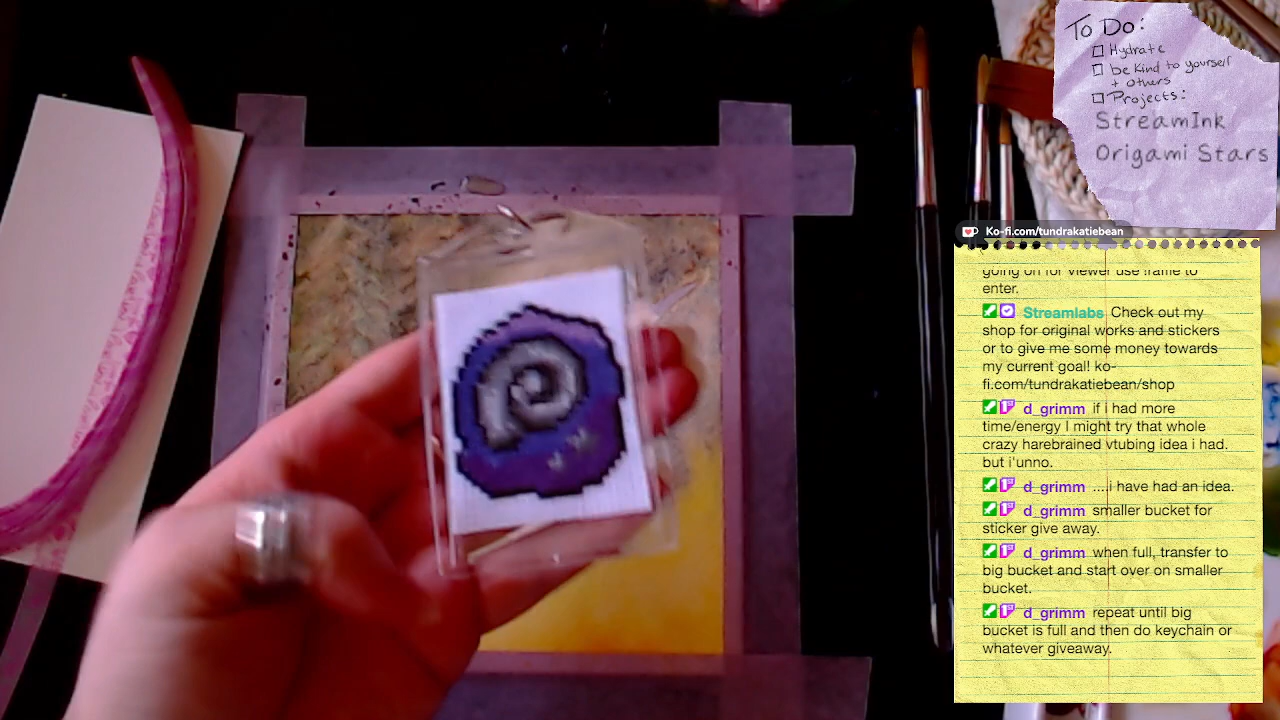 To Do:
Hydrate
be kind to yourself
+ others
Projects:
StreamInk
Origami Stars
Ko-fi.com/tundrakatiebean
going on for viewer use !raffle to
enter.
Streamlabs Check out my
shop for original works and stickers
or to give me some money towards
my current goal! ko-
fi.com/tundrakatiebean/shop
d_grimm if i had more
time/energy I might try that whole
crazy harebrained vtubing idea i had.
but i'unno.
d_grimm ....i have had an idea.
d_grimm smaller bucket for
sticker give away.
d_grimm when full, transfer to
big bucket and start over on smaller
bucket.
d_grimm repeat until big
bucket is full and then do keychain or
whatever giveaway.